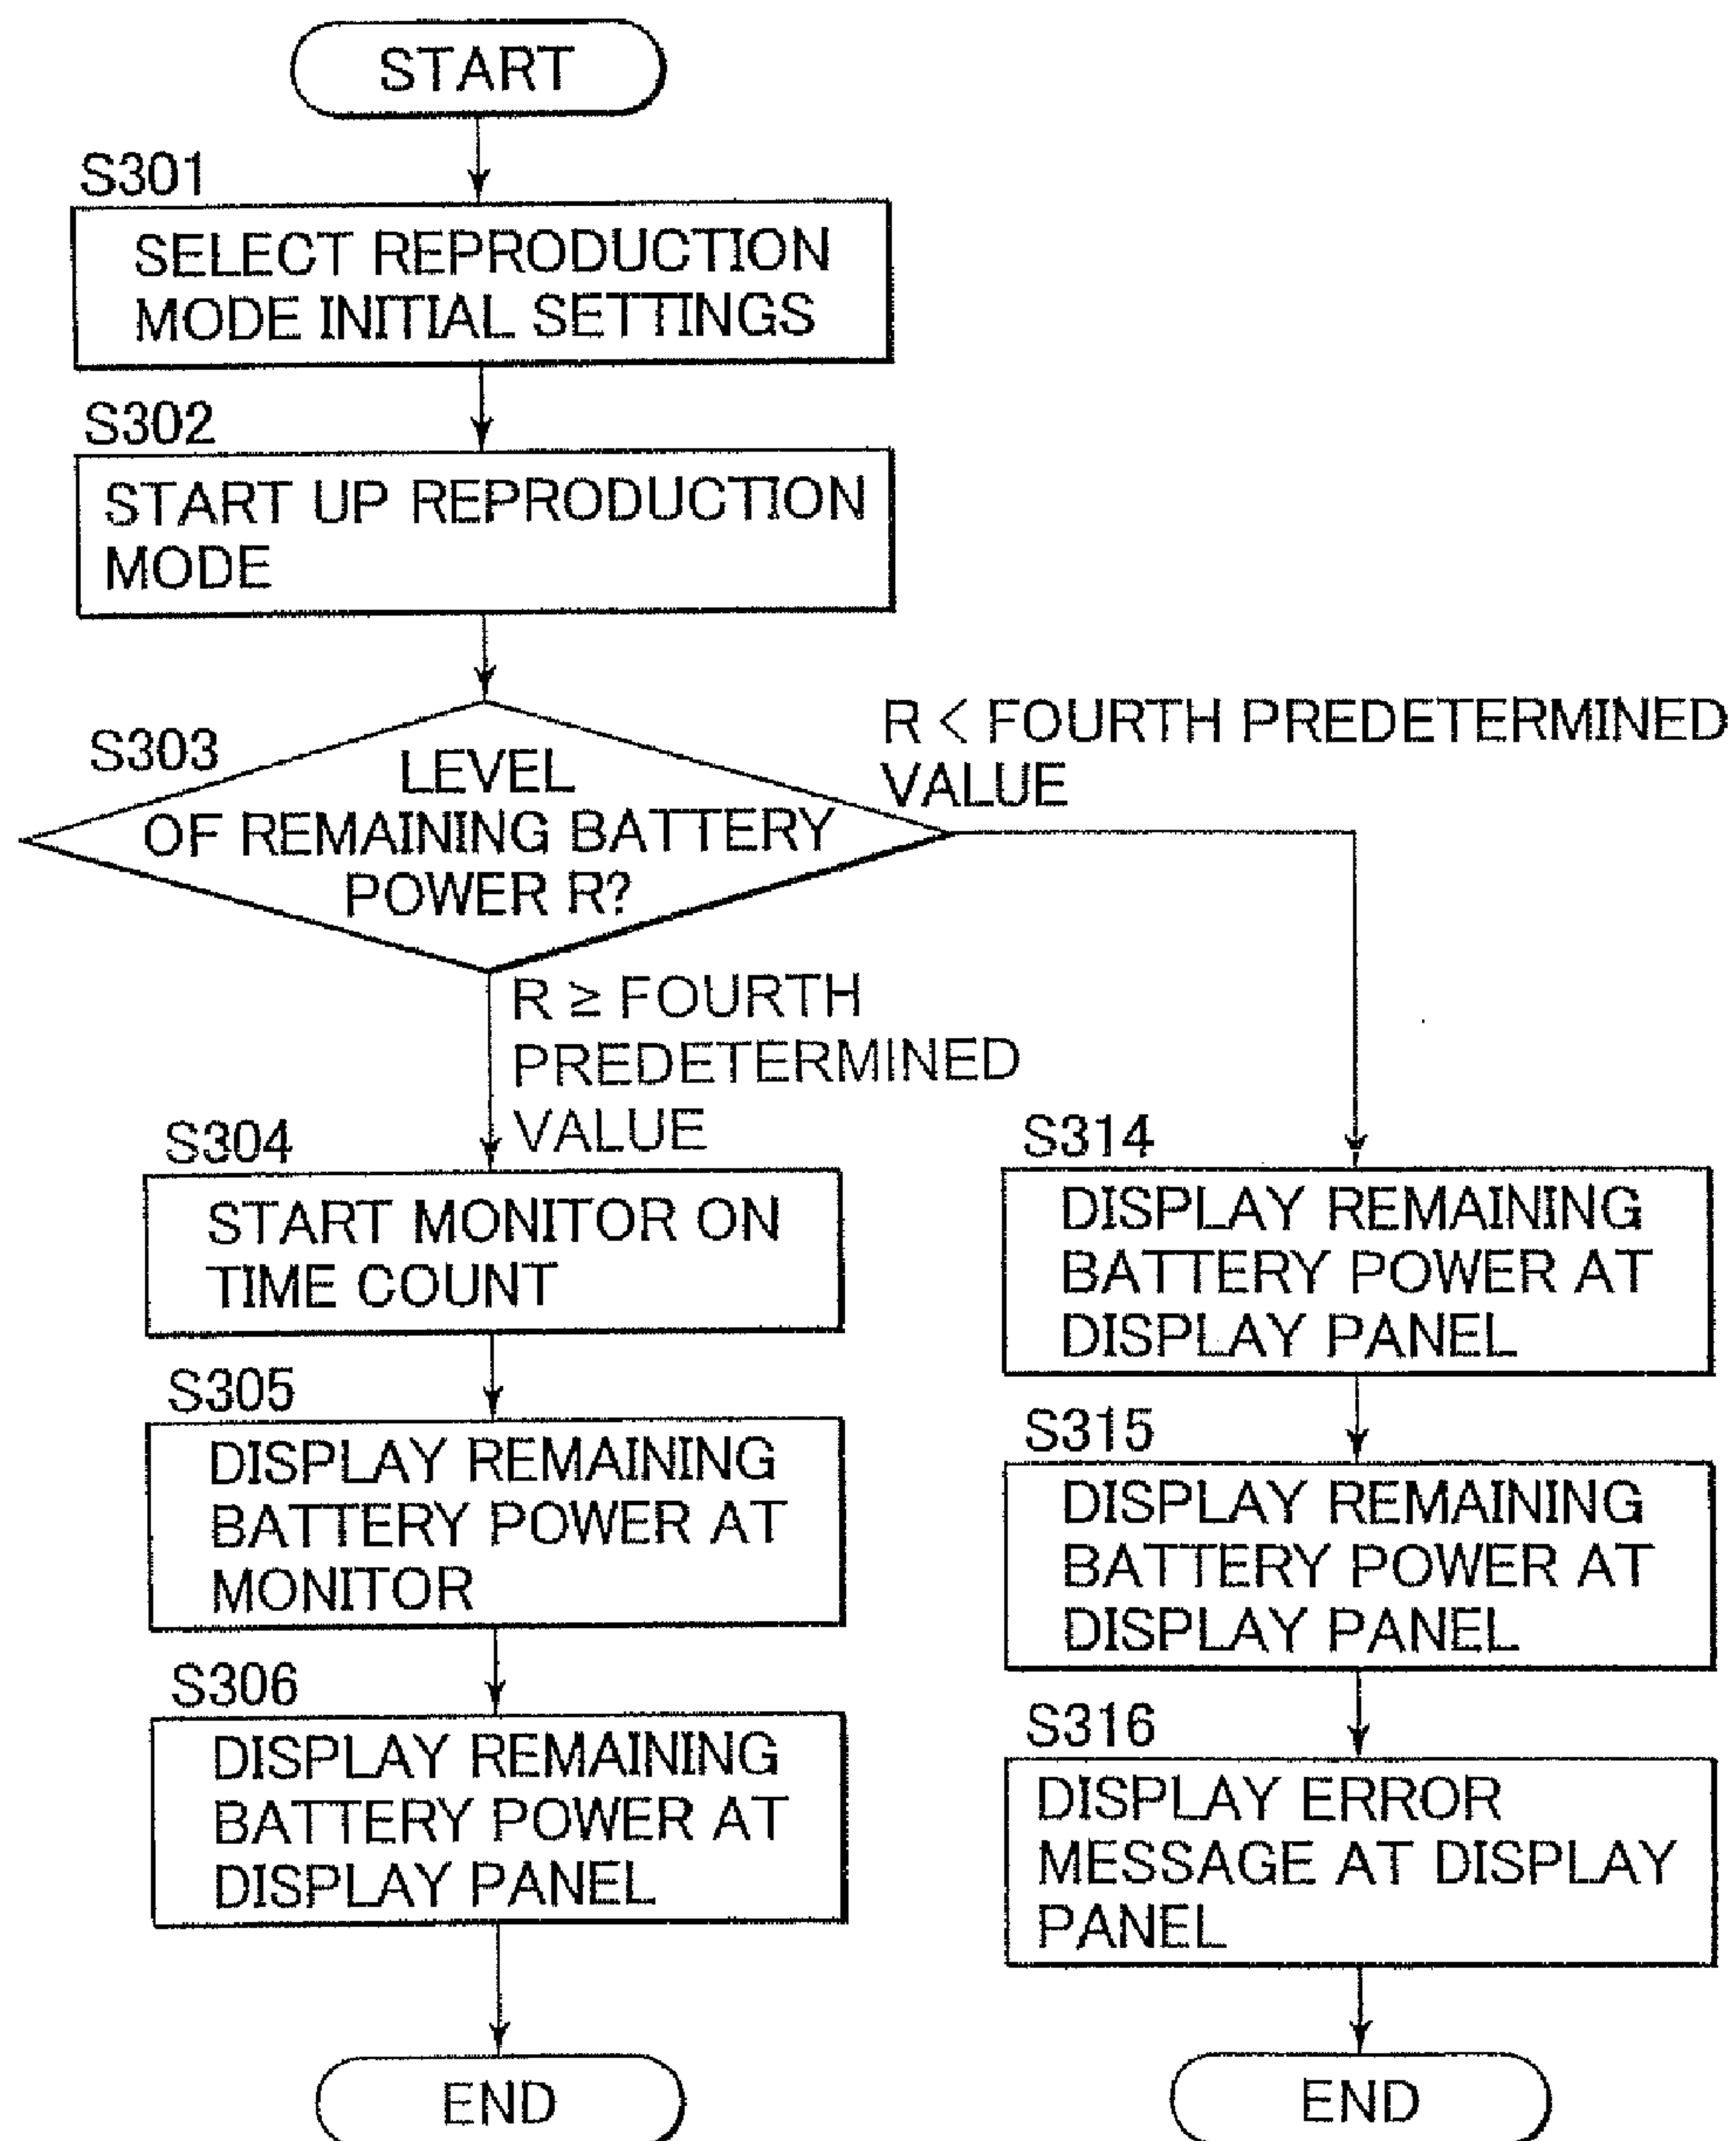 START
S301
SELECT REPRODUCTION
MODE INITIAL SETTINGS
S302
START UP REPRODUCTION
MODE
S303
LEVEL
OF REMAINING BATTERY
POWER R?
R < FOURTH PREDETERMINED
VALUE
R ≥ FOURTH
PREDETERMINED
VALUE
S304
START MONITOR ON
TIME COUNT
S305
DISPLAY REMAINING
BATTERY POWER AT
MONITOR
S306
DISPLAY REMAINING
BATTERY POWER AT
DISPLAY PANEL
END
S314
DISPLAY REMAINING
BATTERY POWER AT
DISPLAY PANEL
S315
DISPLAY REMAINING
BATTERY POWER AT
DISPLAY PANEL
S316
DISPLAY ERROR
MESSAGE AT DISPLAY
PANEL
END